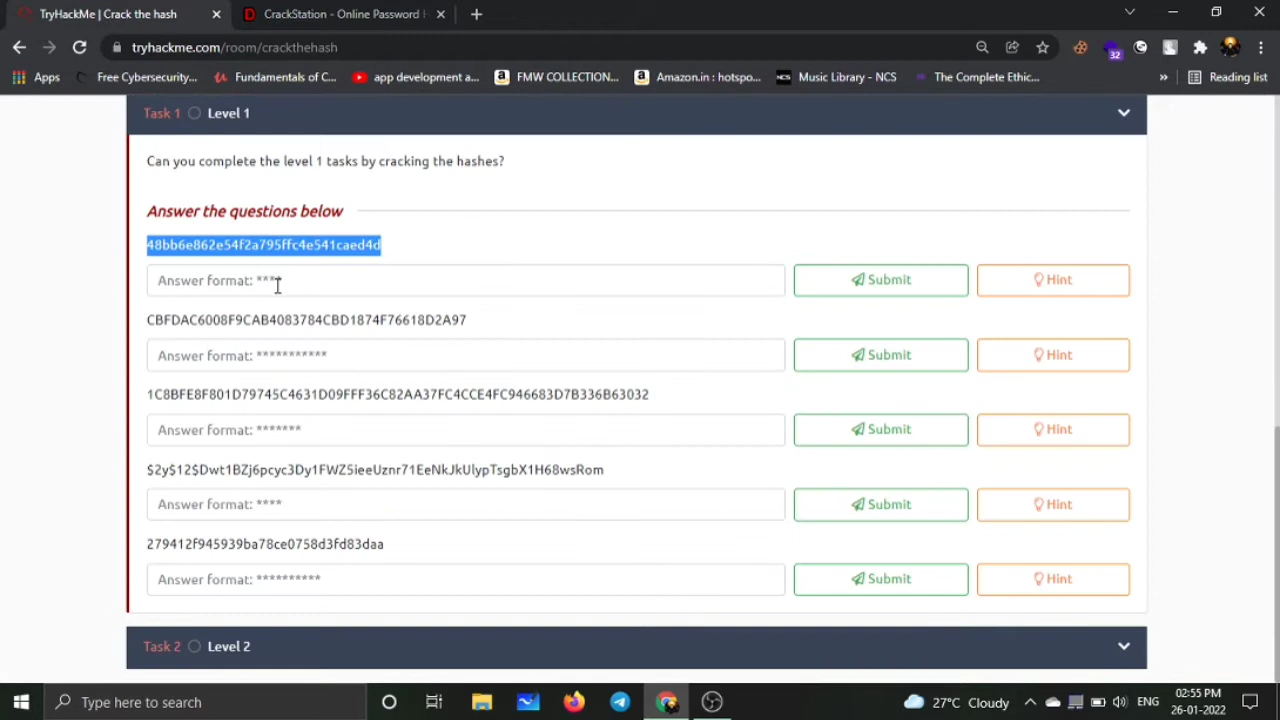 TryHackMe | Crack the hash
CrackStation - Online Password H
tryhackme.com/room/crackthehash
32
Apps
Free Cybersecurity...
Fundamentals of C...
app development a...
FMW COLLECTION...
Amazon.in : hotspo...
NCS
Music Library - NCS
The Complete Ethic...
»
Reading list
Task 1
Level 1
Can you complete the level 1 tasks by cracking the hashes?
Answer the questions below
48bb6e862e54f2a795ffc4e541caed4d
Answer format: ****
Submit
Hint
CBFDAC6008F9CAB4083784CBD1874F76618D2A97
Answer format: ***********
Submit
Hint
1C8BFE8F801D79745C4631D09FFF36C82AA37FC4CCE4FC946683D7B336B63032
Answer format: *******
Submit
Hint
$2y$12$Dwt1BZj6pcyc3Dy1FWZ5ieeUznr71EeNkJkUlypTsgbX1H68wsRom
Answer format: ****
Submit
Hint
279412f945939ba78ce0758d3fd83daa
Answer format: **********
Submit
Hint
Task 2
Level 2
Type here to search
27°C Cloudy
ENG
02:55 PM
26-01-2022